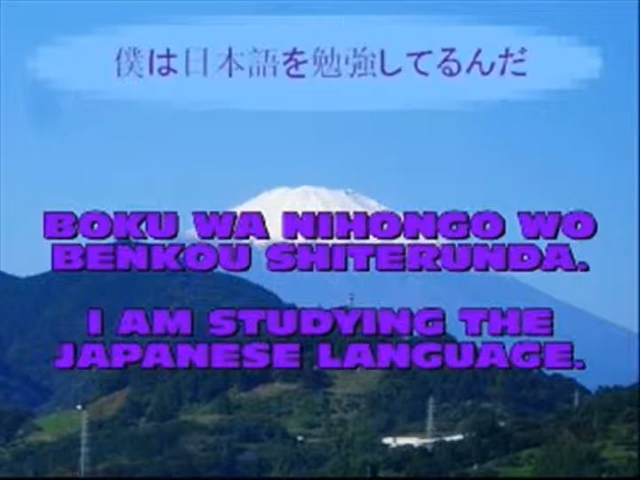 僕は日本語を勉強してるんだ
BOKU WA NIHONGO WO
BENKOU SHITERUNDA.
I AM STUDYING THE
JAPANESE LANGUAGE.